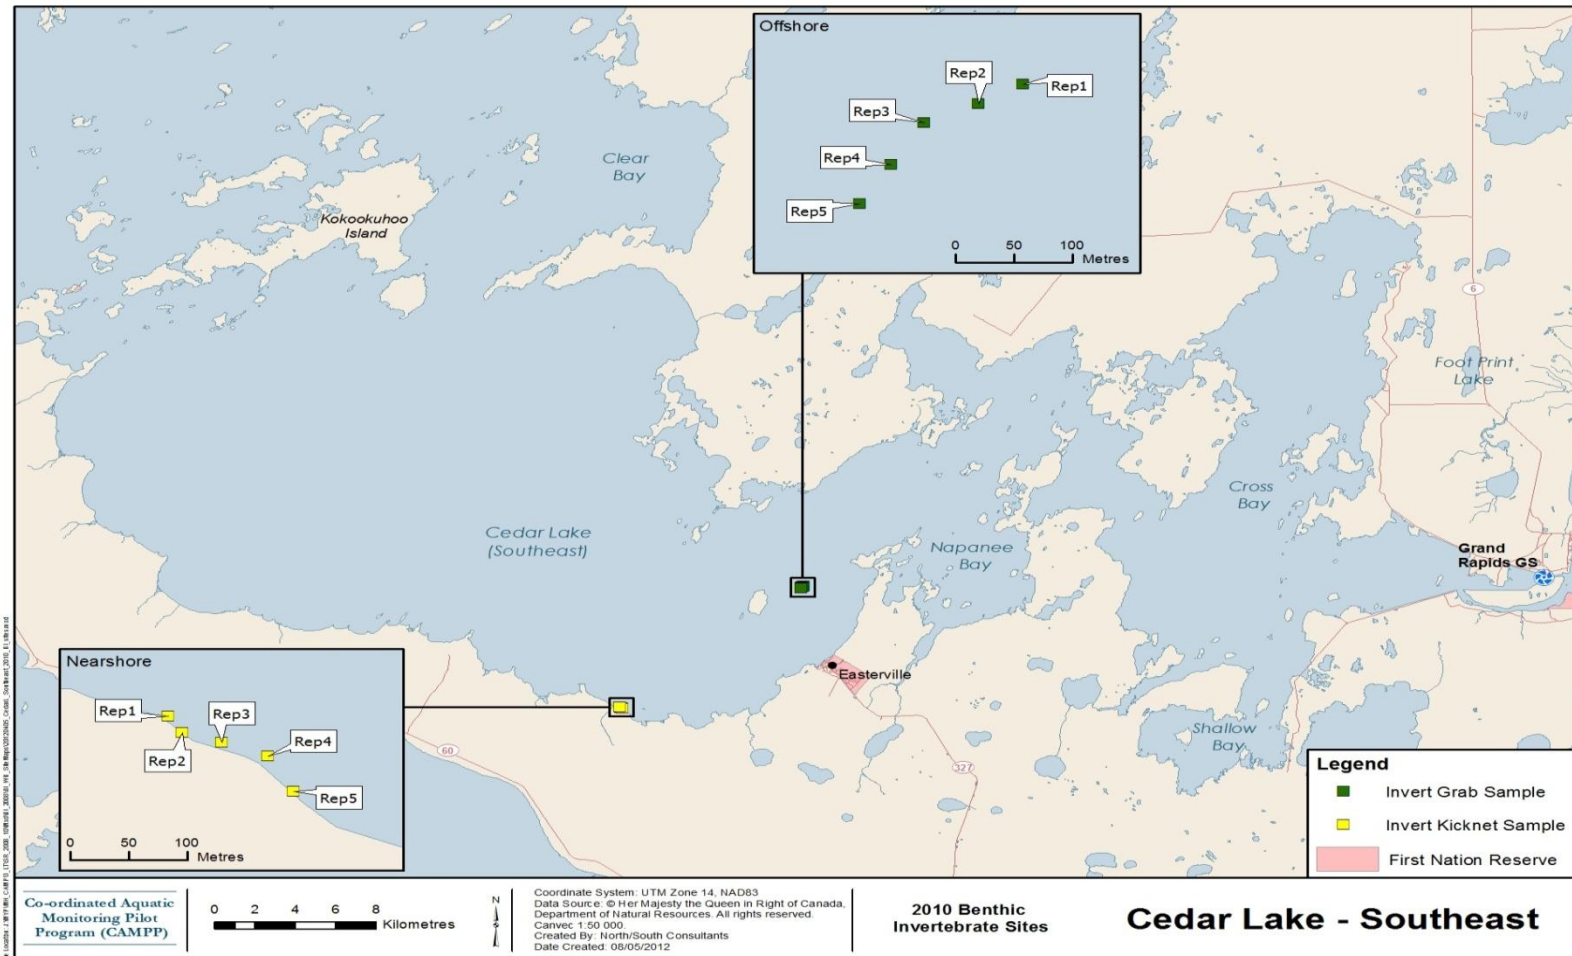 Offshore
Rep2
Rep1
Rep3
Rep4
Rep5
0 50 100
Metres
Clear
Bay
Kokookuhoo
Island
6
Foot Print
Lake
Cross
Bay
Cedar Lake
(Southeast)
Napanee
Bay
Grand
Rapids GS
Easterville
Nearshore
Rep1
Rep3
Rep2
Rep4
Rep5
0 50 100
Metres
60
327
Shallow
Bay
Legend
Invert Grab Sample
Invert Kicknet Sample
First Nation Reserve
Co-ordinated Aquatic
Monitoring Pilot
Program (CAMPP)
0 2 4 6 8
Kilometres
N
Coordinate System: UTM Zone 14, NAD83
Data Source: © Her Majesty the Queen in Right of Canada,
Department of Natural Resources. All rights reserved.
Canvec 1:50 000.
Created By: North/South Consultants
Date Created: 08/05/2012
2010 Benthic
Invertebrate Sites
Cedar Lake - Southeast